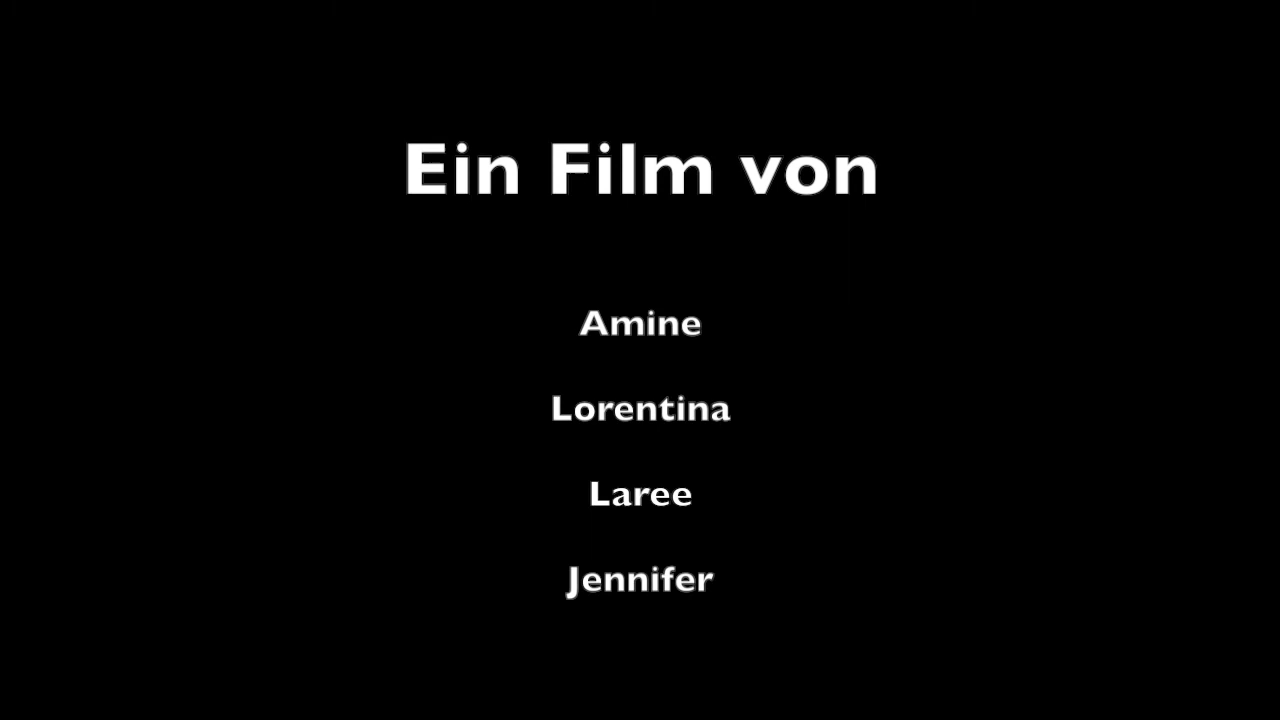 Ein Film von
Amine
Lorentina
Laree
Jennifer